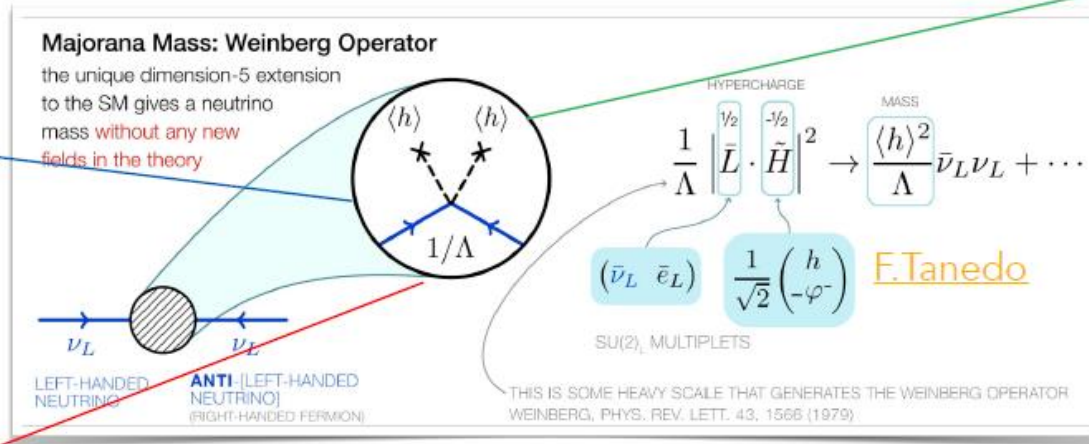 Majorana Mass: Weinberg Operator
the unique dimension-5 extension
to the SM gives a neutrino
mass without any new
fields in the theory
⟨h⟩ ⟨h⟩
1/Λ
ν_L ν_L
LEFT-HANDED
NEUTRINO
ANTI-[LEFT-HANDED
NEUTRINO]
(RIGHT-HANDED FERMION)
HYPERCHARGE
1/2 -1/2
MASS
1/Λ |L̄ · H̃|² → ⟨h⟩²/Λ ν̄_L ν_L + ⋯
(ν̄_L ē_L)
1/√2 (h -φ⁻)
F.Tanedo
SU(2)_L MULTIPLETS
THIS IS SOME HEAVY SCALE THAT GENERATES THE WEINBERG OPERATOR
WEINBERG, PHYS. REV. LETT. 43, 1566 (1979)